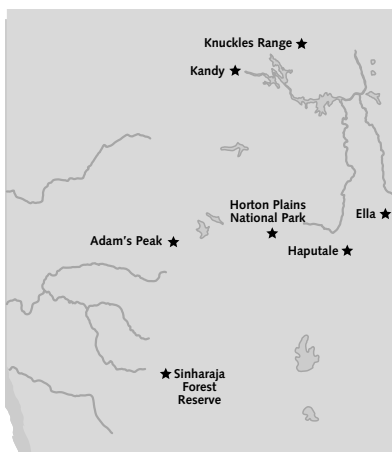 Knuckles Range
Kandy
Horton Plains
National Park
Ella
Adam's Peak
Haputale
Sinharaja
Forest
Reserve